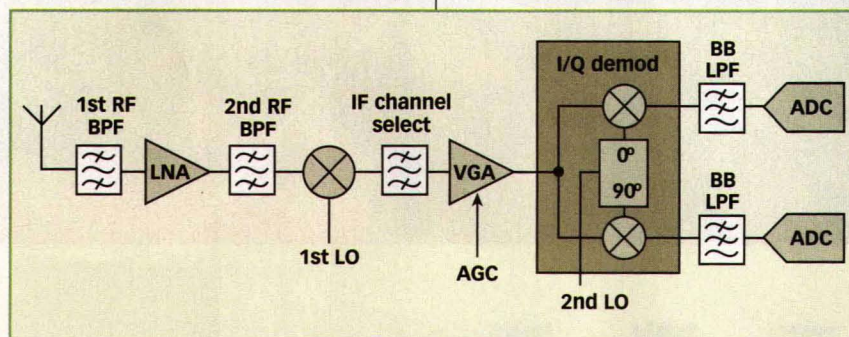 1st RF
BPF
LNA
2nd RF
BPF
1st LO
IF channel
select
VGA
AGC
I/Q demod
0º
90º
2nd LO
BB
LPF
ADC
BB
LPF
ADC